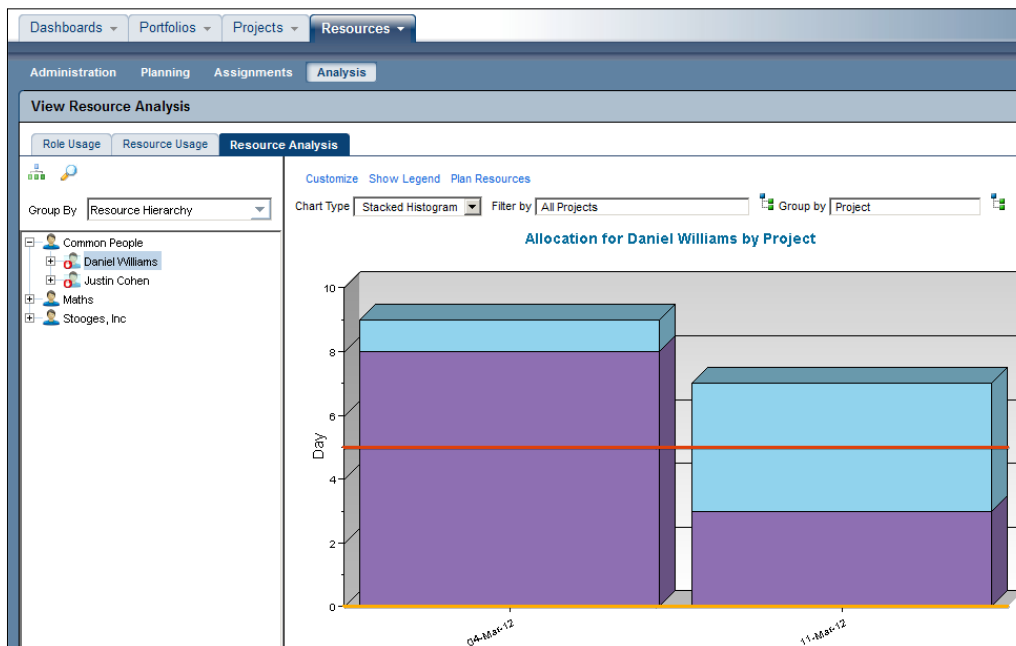 Dashboards Portfolios Projects Resources
Administration Planning Assignments Analysis
View Resource Analysis
Role Usage Resource Usage Resource Analysis
Customize Show Legend Plan Resources
Group By Resource Hierarchy
Chart Type Stacked Histogram Filter by All Projects Group by Project
Common People
Daniel Williams
Justin Cohen
Maths
Stooges, Inc
Allocation for Daniel Williams by Project
10
8
6
4
2
0
Day
04-Mar-12
11-Mar-12